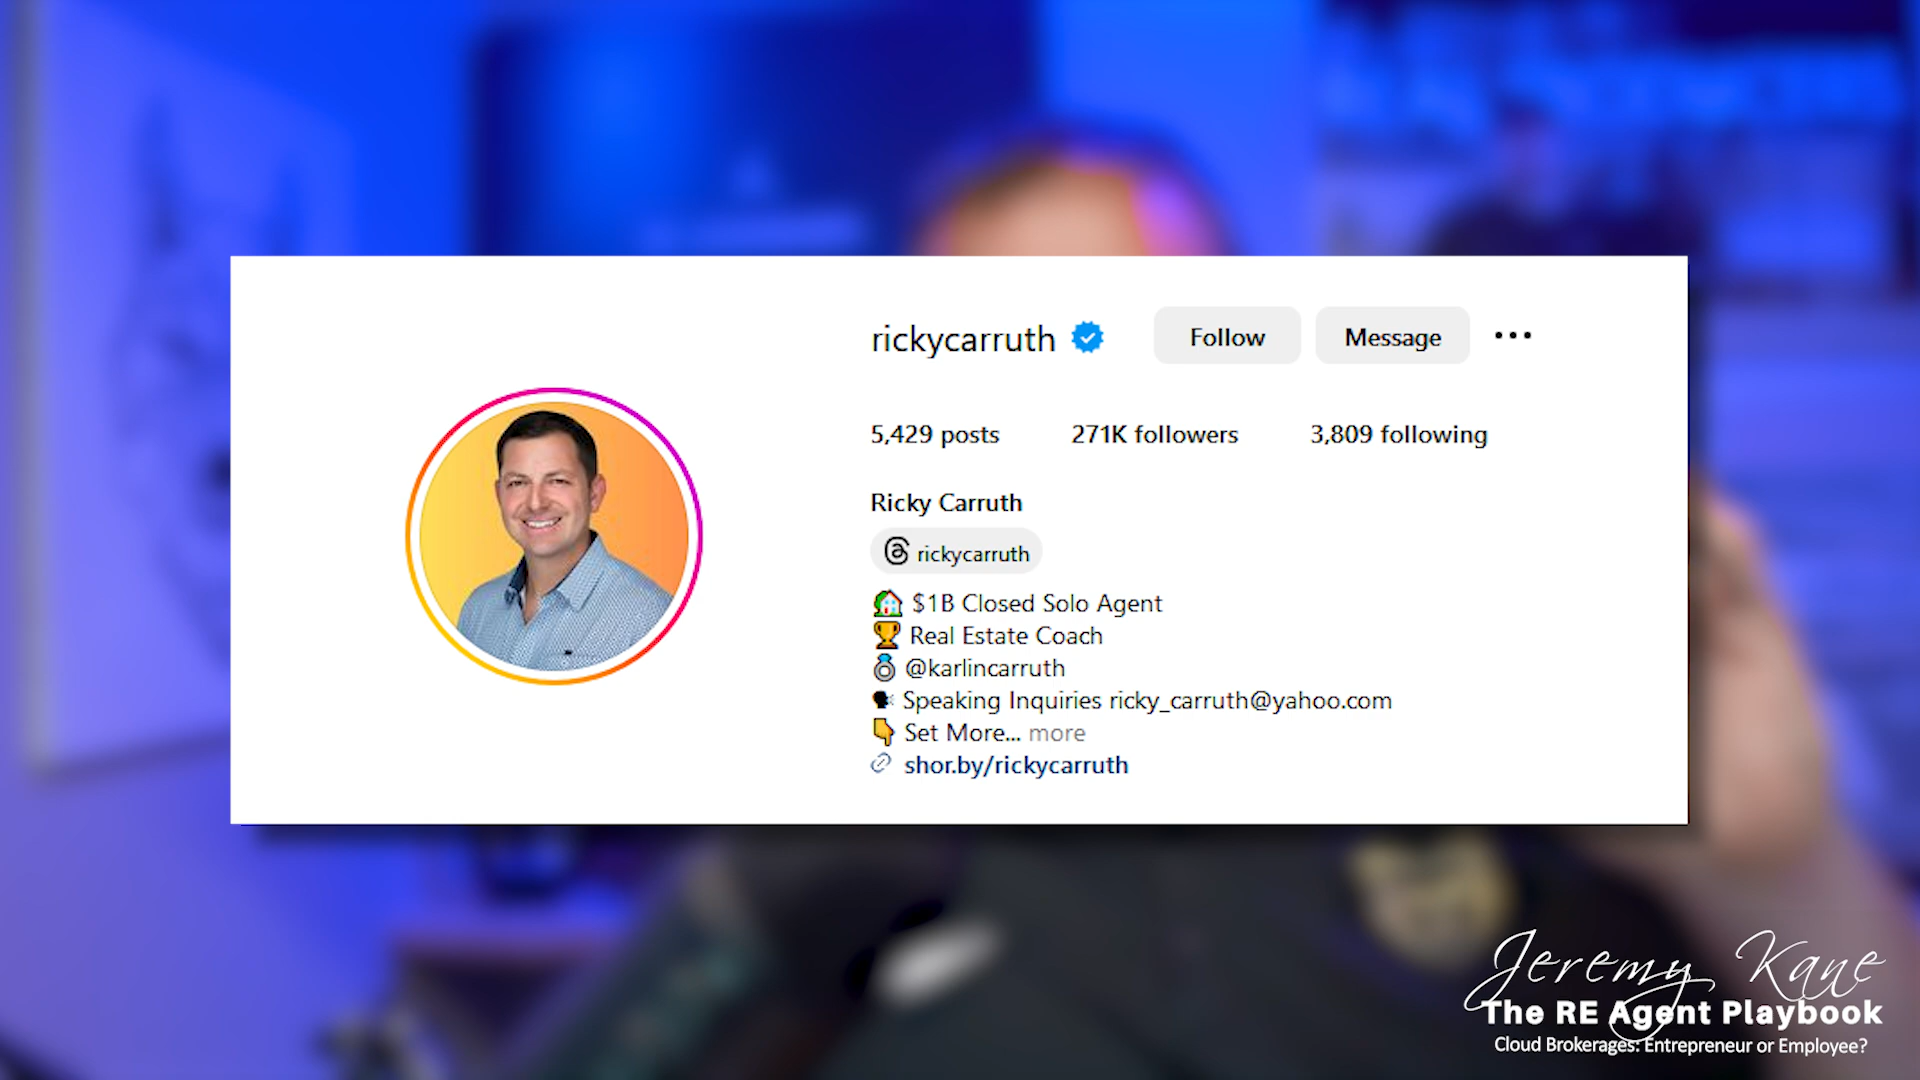 rickycarruth Follow Message
5,429 posts 271K followers 3,809 following
Ricky Carruth
rickycarruth
$1B Closed Solo Agent
Real Estate Coach
@karlincarruth
Speaking Inquiries ricky_carruth@yahoo.com
Set More... more
shor.by/rickycarruth
Jeremy Kane
The RE Agent Playbook
Cloud Brokerages: Entrepreneur or Employee?